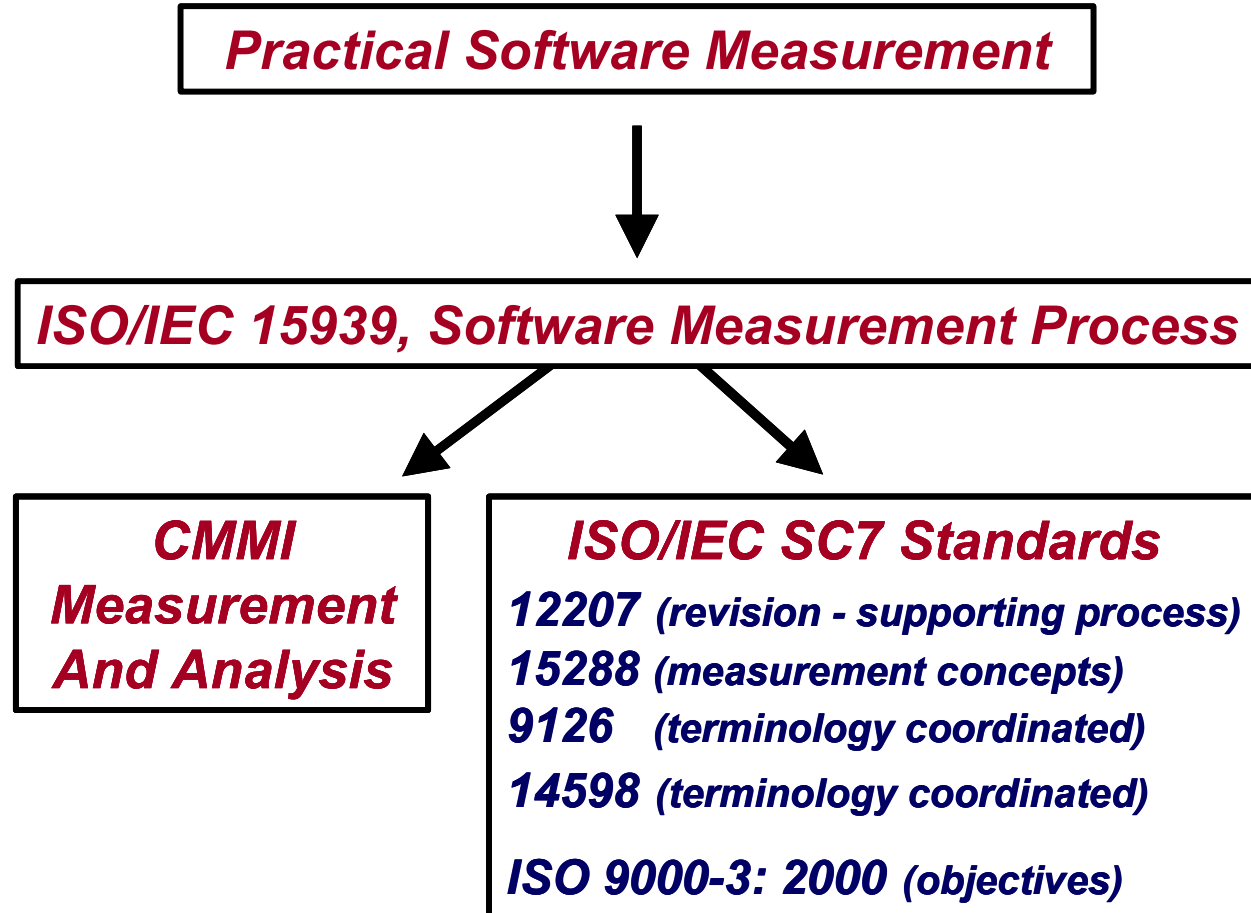 Practical Software Measurement
ISO/IEC 15939, Software Measurement Process
CMMI
Measurement
And Analysis
ISO/IEC SC7 Standards
12207 (revision - supporting process)
15288 (measurement concepts)
9126 (terminology coordinated)
14598 (terminology coordinated)
ISO 9000-3: 2000 (objectives)